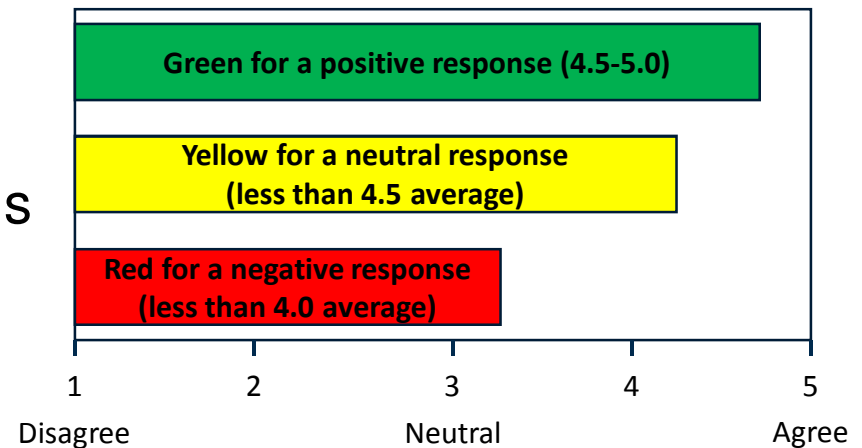 Green for a positive response (4.5-5.0)
Yellow for a neutral response
(less than 4.5 average)
s
Red for a negative response
(less than 4.0 average)
1 2 3 4 5
Disagree Neutral Agree